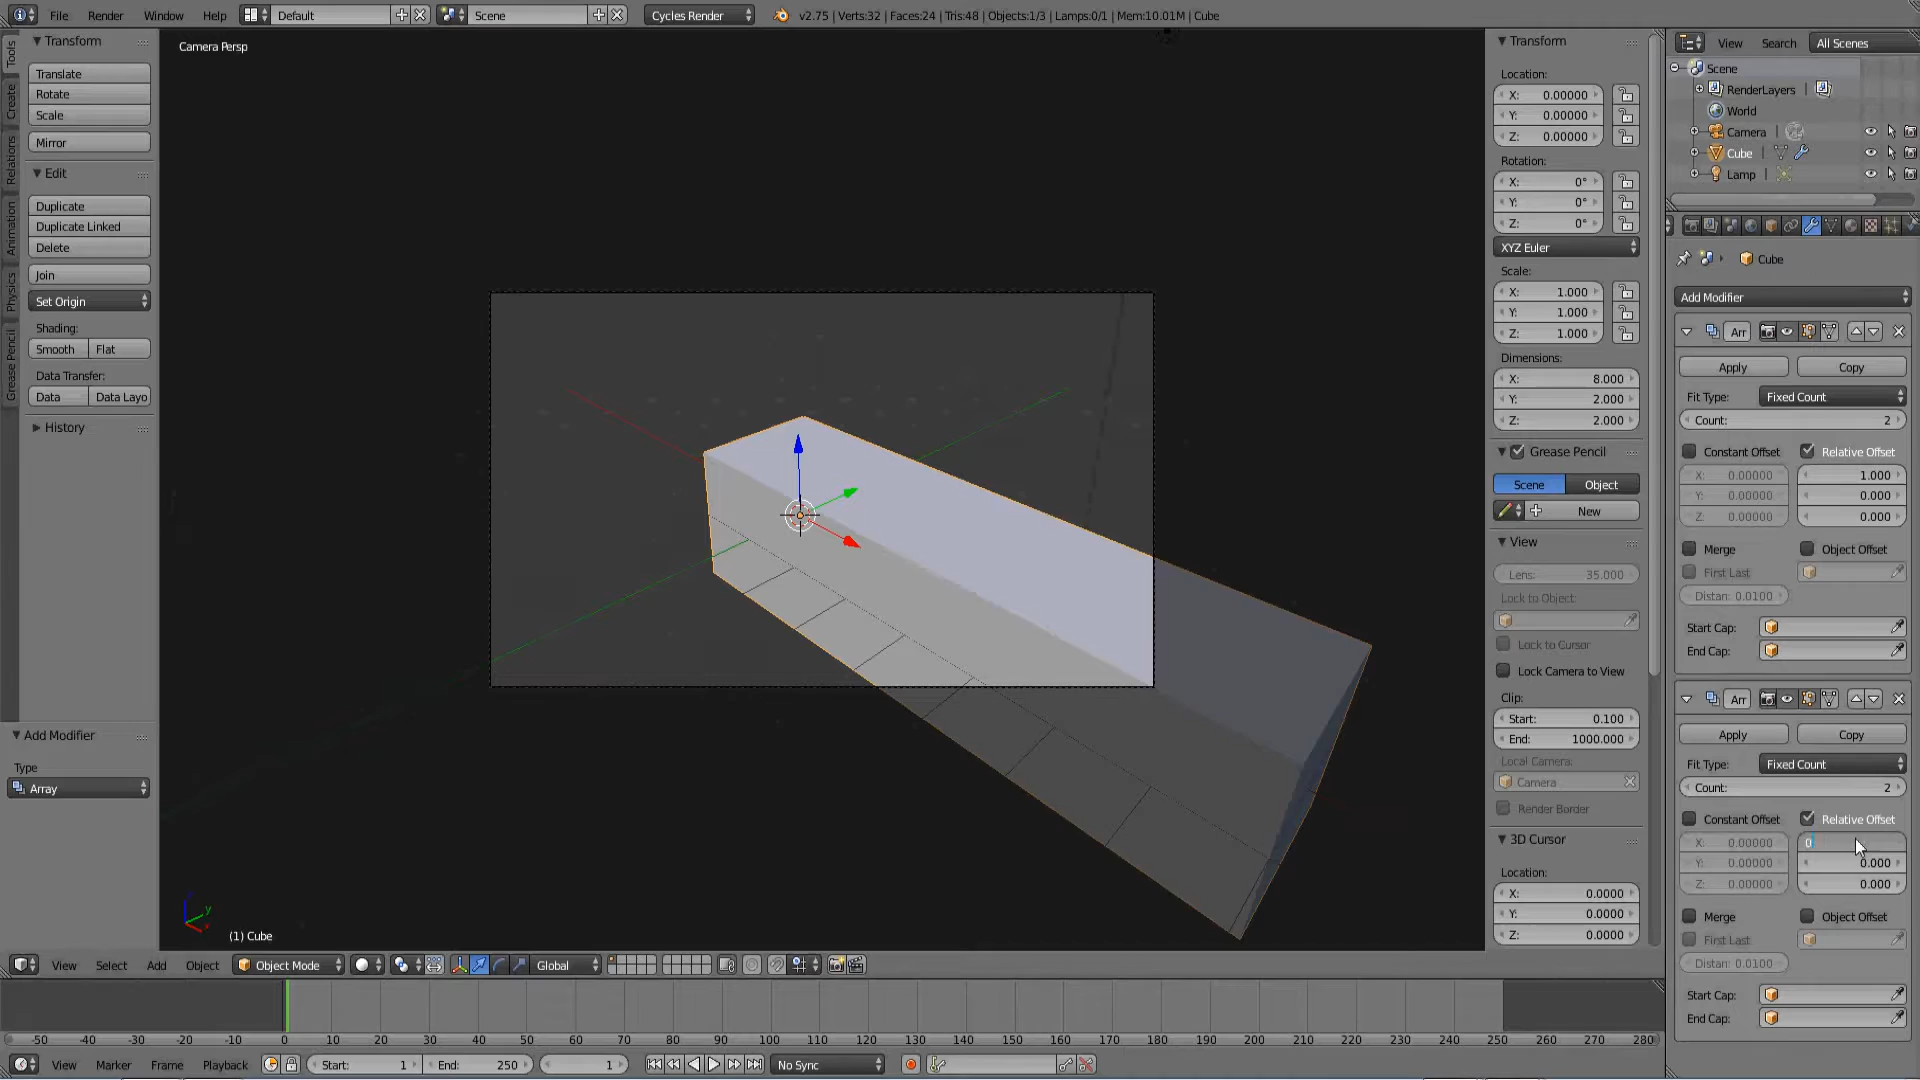 File Render Window Help Default Scene Cycles Render v2.75 | Verts:32 | Faces:24 | Tris:48 | Objects:1/3 | Lamps:0/1 | Mem:10.01M | Cube
Tools
Create
Relations
Animation
Physics
Grease Pencil
Transform
Translate
Rotate
Scale
Mirror
Edit
Duplicate
Duplicate Linked
Delete
Join
Set Origin
Shading:
Smooth Flat
Data Transfer:
Data Data Layo
History
Add Modifier
Type
Array
Camera Persp
(1) Cube
Transform
Location:
X: 0.00000
Y: 0.00000
Z: 0.00000
Rotation:
X: 0°
Y: 0°
Z: 0°
XYZ Euler
Scale:
X: 1.000
Y: 1.000
Z: 1.000
Dimensions:
X: 8.000
Y: 2.000
Z: 2.000
Grease Pencil
Scene Object
New
View
Lens: 35.000
Lock to Object:
Lock to Cursor
Lock Camera to View
Clip:
Start: 0.100
End: 1000.000
Local Camera:
Camera
Render Border
3D Cursor
Location:
X: 0.0000
Y: 0.0000
Z: 0.0000
View Search All Scenes
Scene
RenderLayers
World
Camera
Cube
Lamp
Cube
Add Modifier
Arr
Apply Copy
Fit Type: Fixed Count
Count: 2
Constant Offset Relative Offset
X: 0.00000 1.000
Y: 0.00000 0.000
Z: 0.00000 0.000
Merge Object Offset
First Last
Distan: 0.0100
Start Cap:
End Cap:
Arr
Apply Copy
Fit Type: Fixed Count
Count: 2
Constant Offset Relative Offset
X: 0.00000 0
Y: 0.00000 0.000
Z: 0.00000 0.000
Merge Object Offset
First Last
Distan: 0.0100
Start Cap:
End Cap:
View Select Add Object Object Mode Global
-50 -40 -30 -20 -10 0 10 20 30 40 50 60 70 80 90 100 110 120 130 140 150 160 170 180 190 200 210 220 230 240 250 260 270 280
View Marker Frame Playback Start: 1 End: 250 1 No Sync